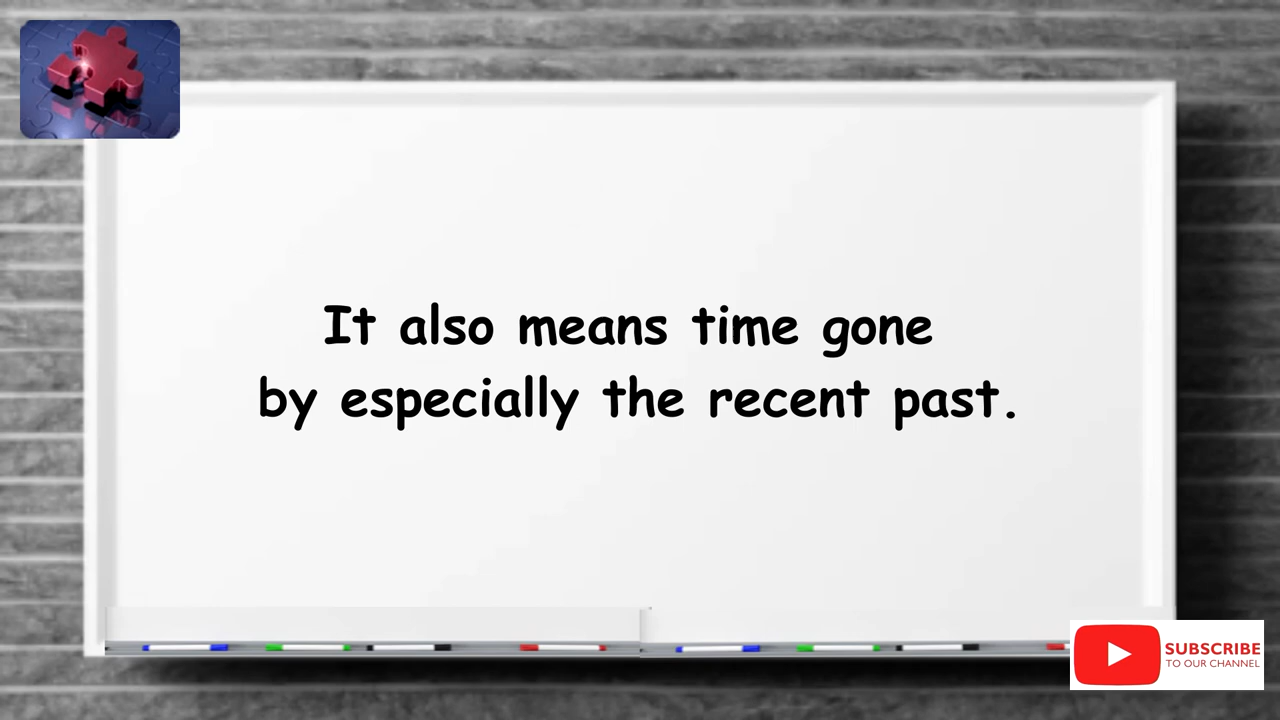 It also means time gone
by especially the recent past.
SUBSCRIBE
TO OUR CHANNEL